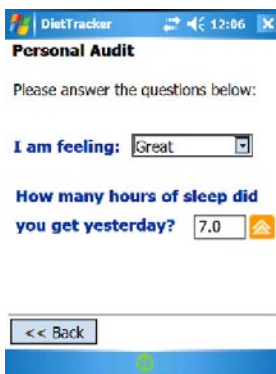 DietTracker 12:06
Personal Audit
Please answer the questions below:
I am feeling: Great
How many hours of sleep did
you get yesterday? 7.0
<< Back